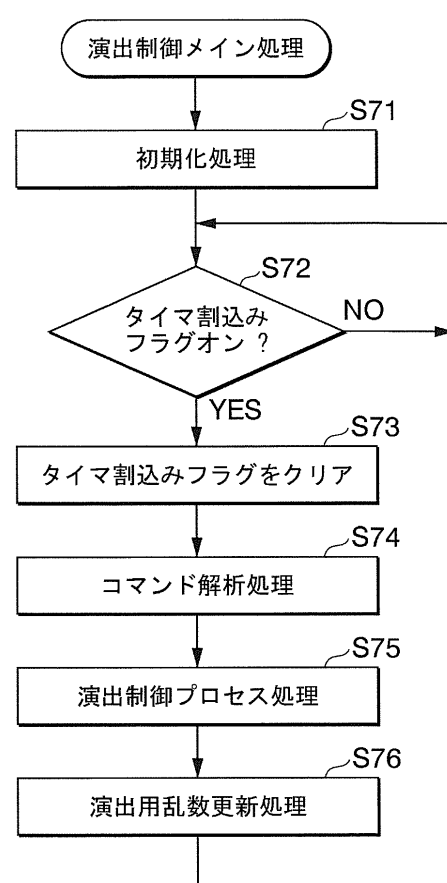 演出制御メイン処理
S71
初期化処理
S72
タイマ割込み
フラグオン ?
NO
YES
S73
タイマ割込みフラグをクリア
S74
コマンド解析処理
S75
演出制御プロセス処理
S76
演出用乱数更新処理